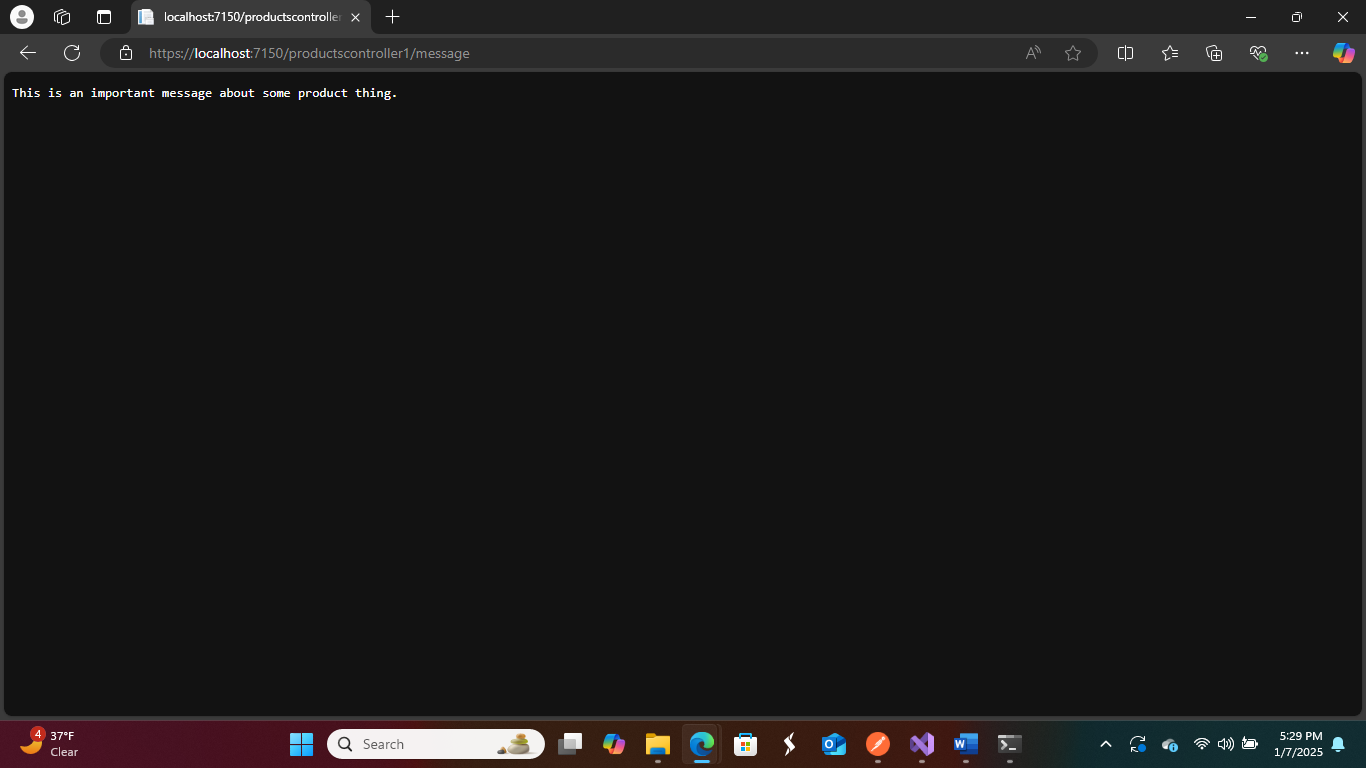 localhost:7150/productscontroller
https://localhost:7150/productscontroller1/message
This is an important message about some product thing.
4
37°F
Clear
Search
5:29 PM
1/7/2025